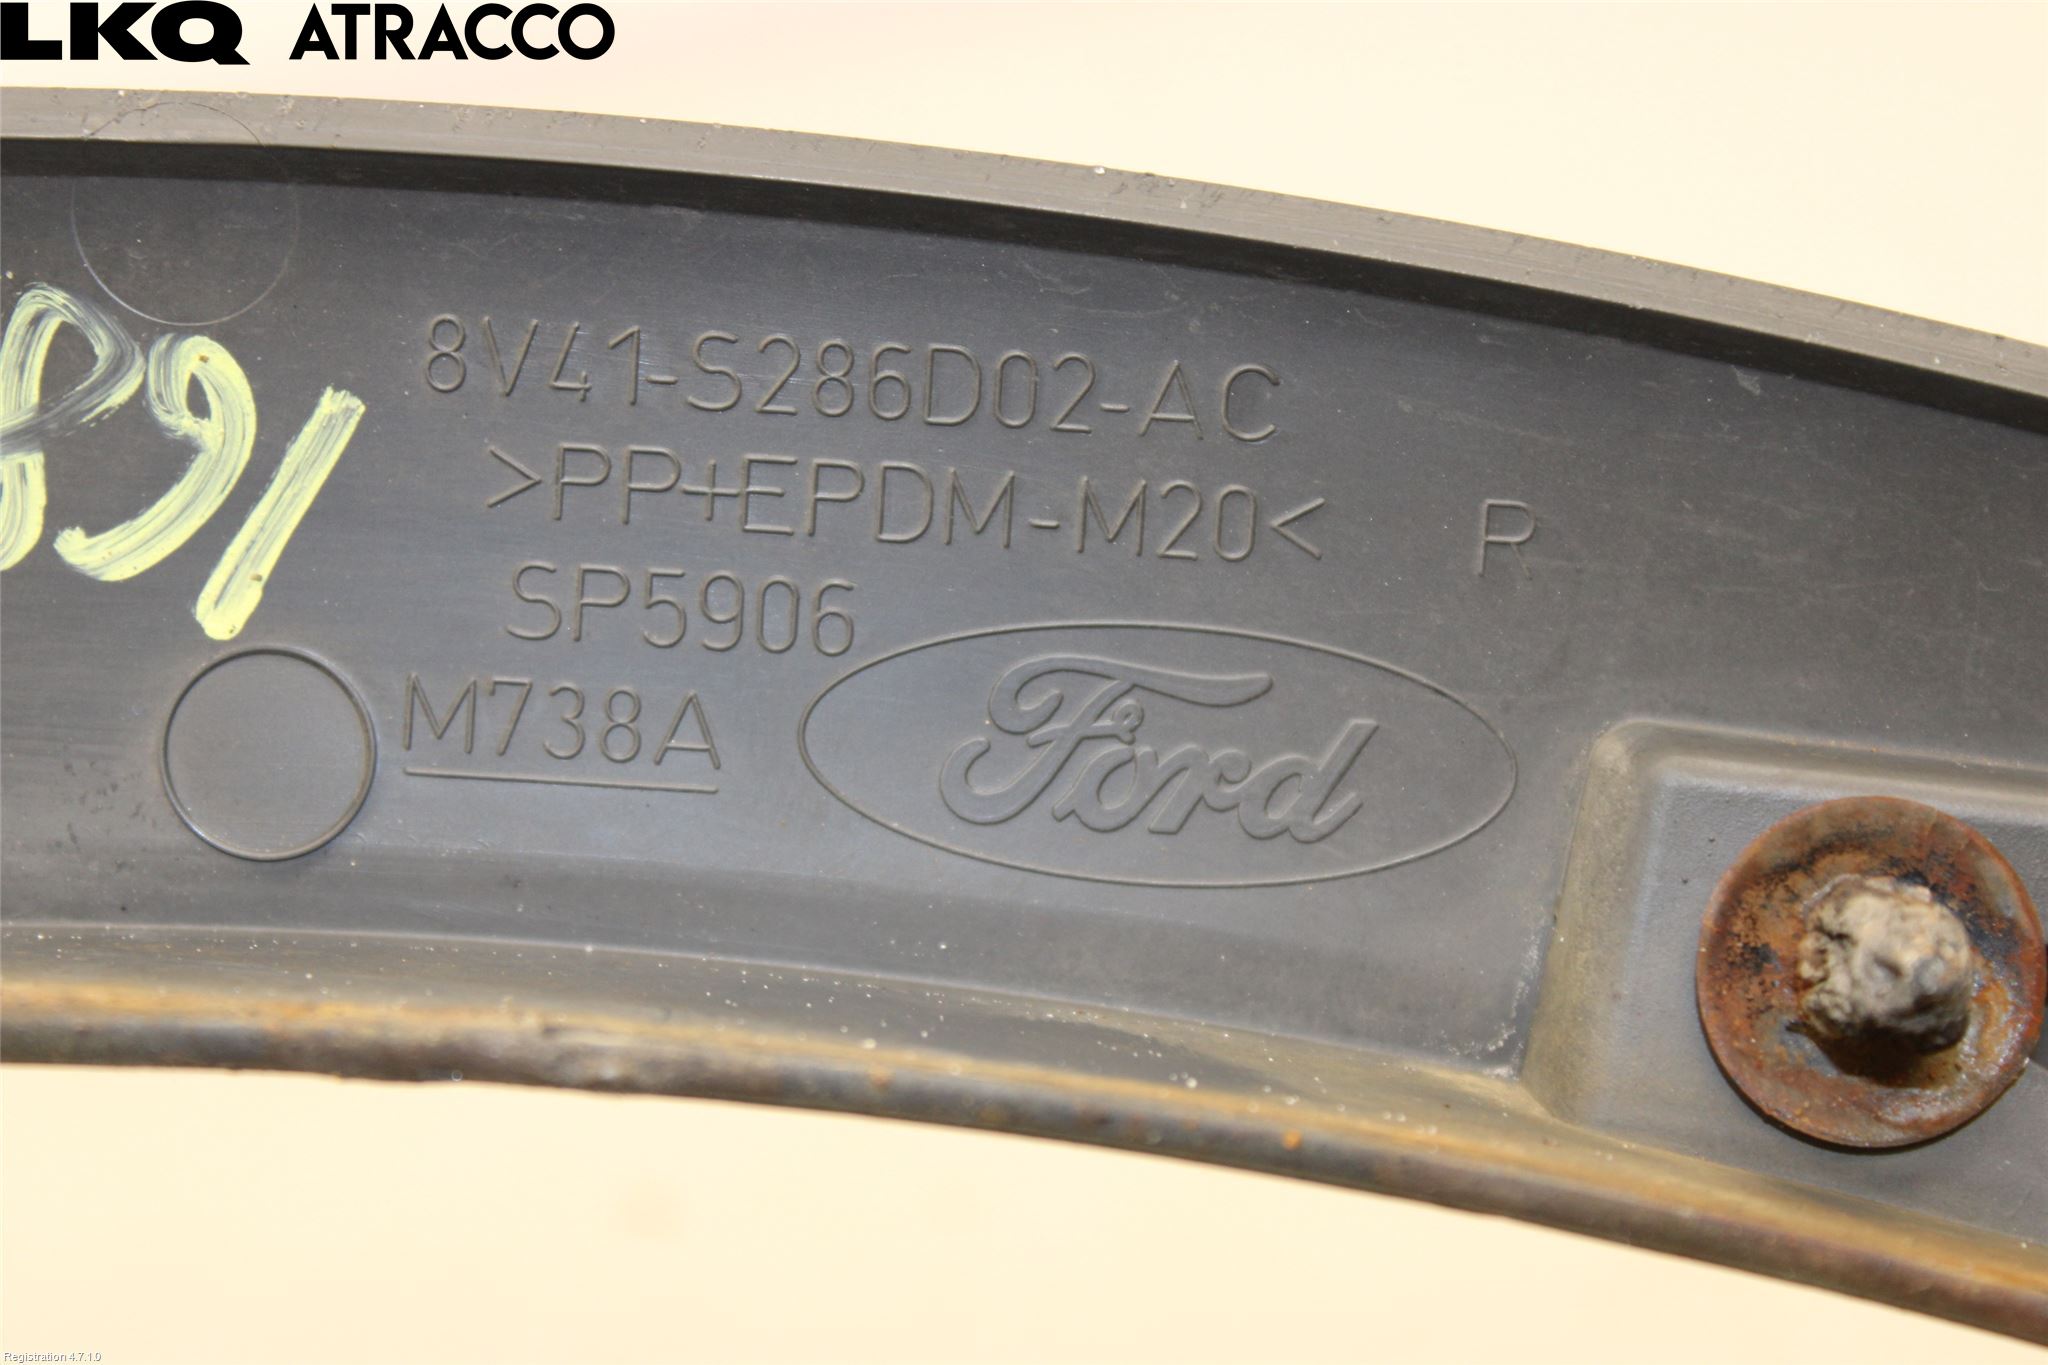 LKQ ATRACCO
8V41-S286D02-AC
>PP+EPDM-M20< R
SP5906
M738A
Ford
891
Registration 4.7.1.0